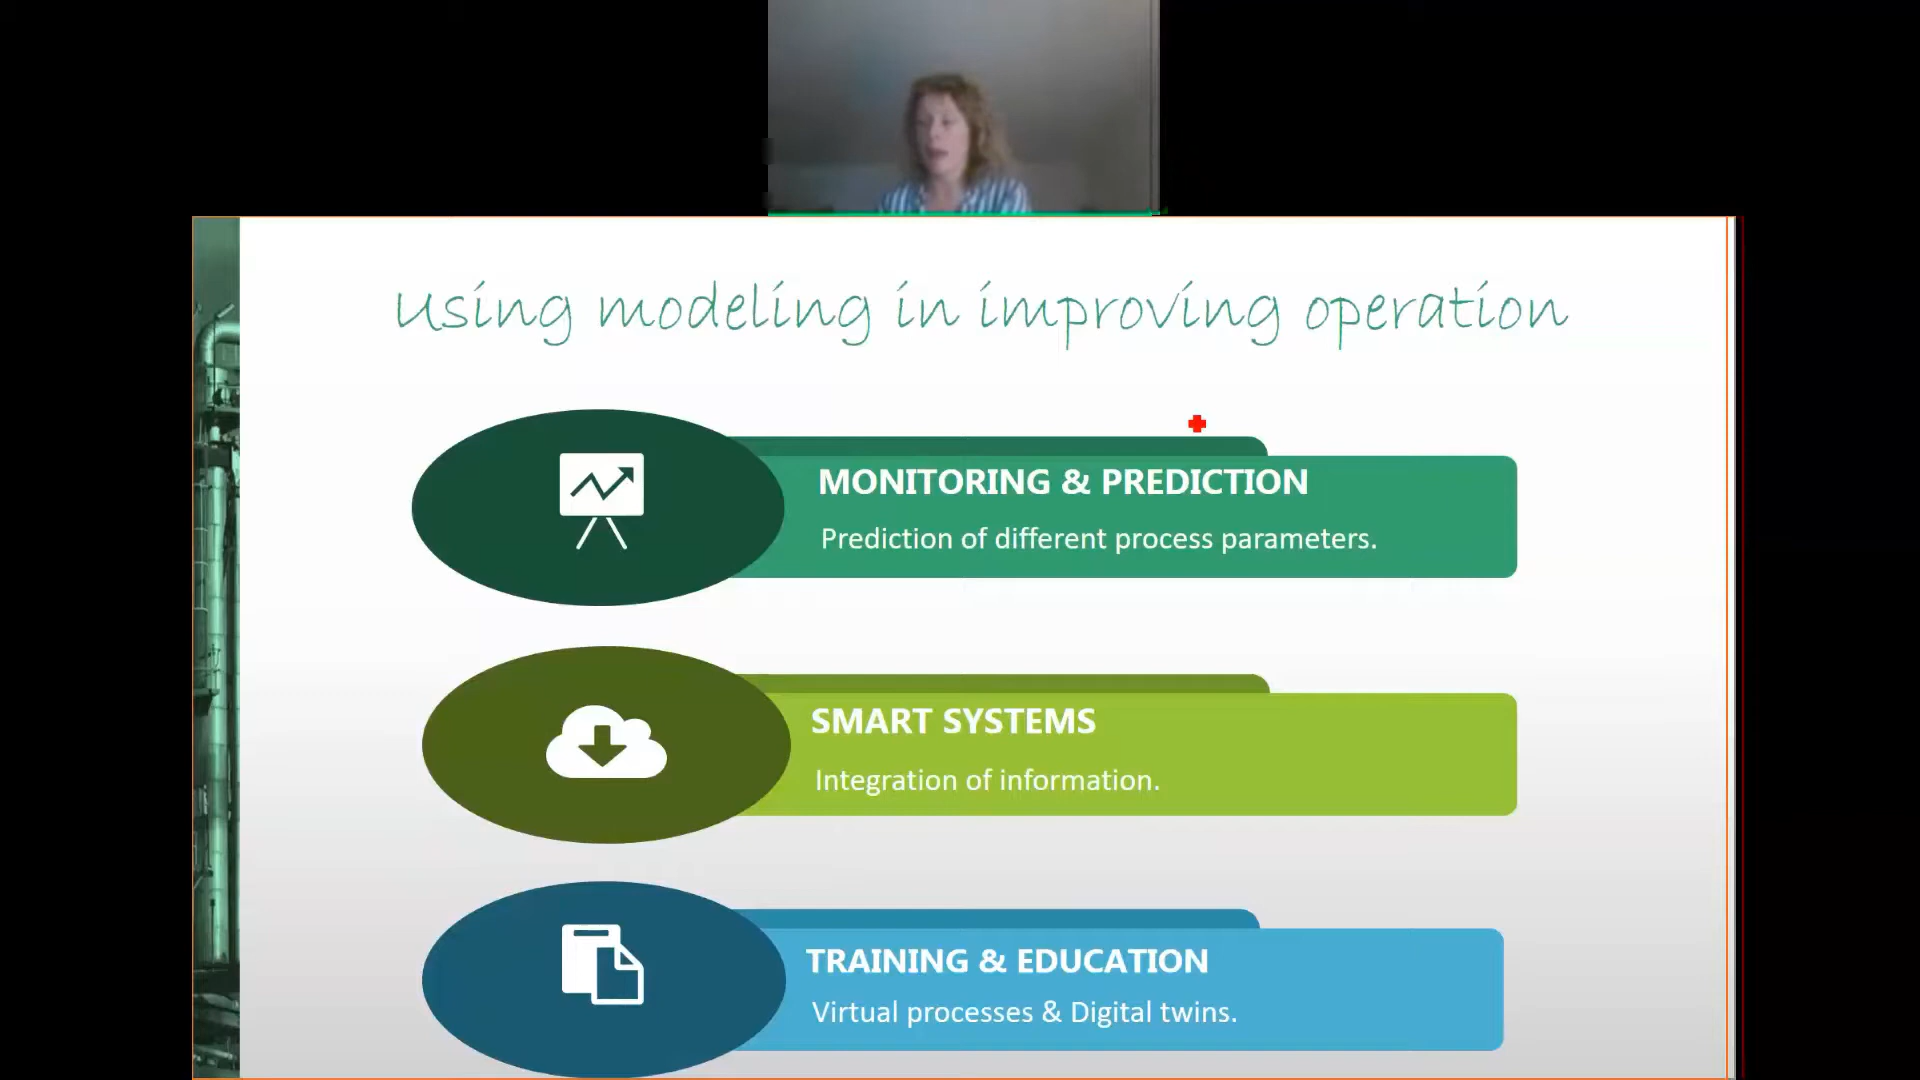 Using modeling in improving operation
MONITORING & PREDICTION
Prediction of different process parameters.
SMART SYSTEMS
Integration of information.
TRAINING & EDUCATION
Virtual processes & Digital twins.